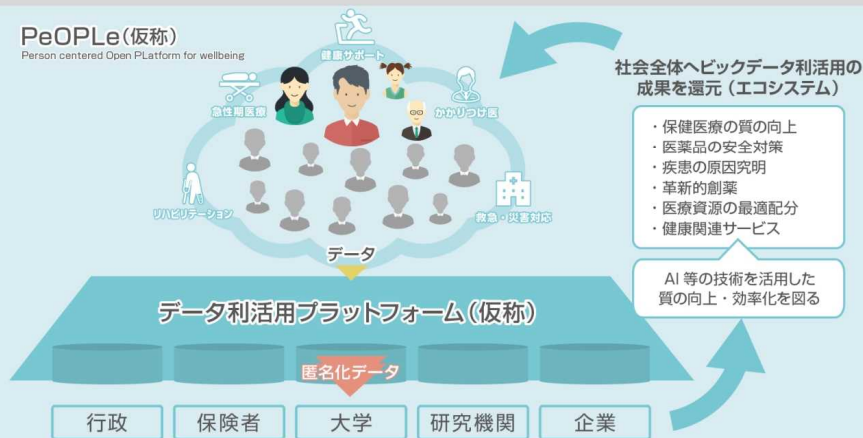 PeOPLe(仮称)
Person centered Open PLatform for wellbeing
健康サポート
急性期医療
かかりつけ医
リハビリテーション
救急・災害対応
データ
データ利活用プラットフォーム(仮称)
匿名化データ
行政
保険者
大学
研究機関
企業
社会全体へビックデータ利活用の
成果を還元(エコシステム)
・保健医療の質の向上
・医薬品の安全対策
・疾患の原因究明
・革新的創薬
・医療資源の最適配分
・健康関連サービス
AI 等の技術を活用した
質の向上・効率化を図る